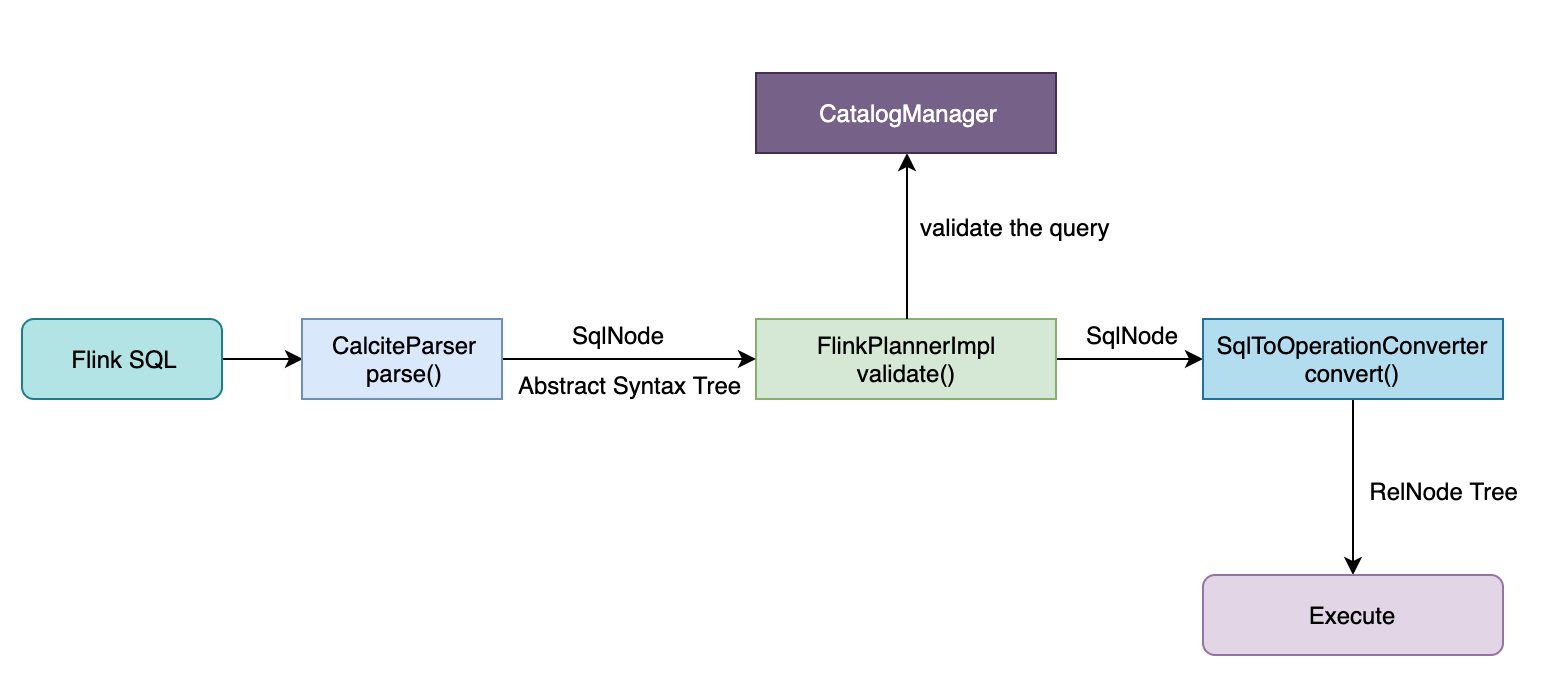 CatalogManager
validate the query
Flink SQL
CalciteParser
parse()
SqlNode
Abstract Syntax Tree
FlinkPlannerImpl
validate()
SqlNode
SqlToOperationConverter
convert()
RelNode Tree
Execute